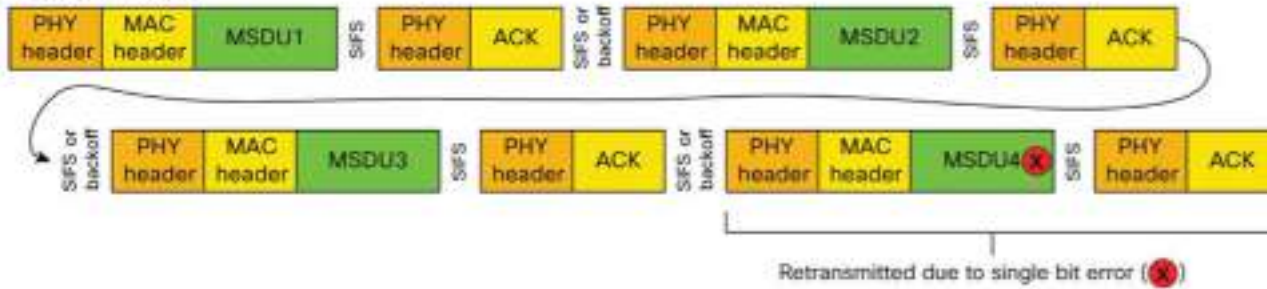 PHY header MAC header MSDU1 SIFS PHY header ACK SIFS or backoff PHY header MAC header MSDU2 SIFS PHY header ACK
SIFS or backoff PHY header MAC header MSDU3 SIFS PHY header ACK SIFS or backoff PHY header MAC header MSDU4 X SIFS PHY header ACK
Retransmitted due to single bit error (X)